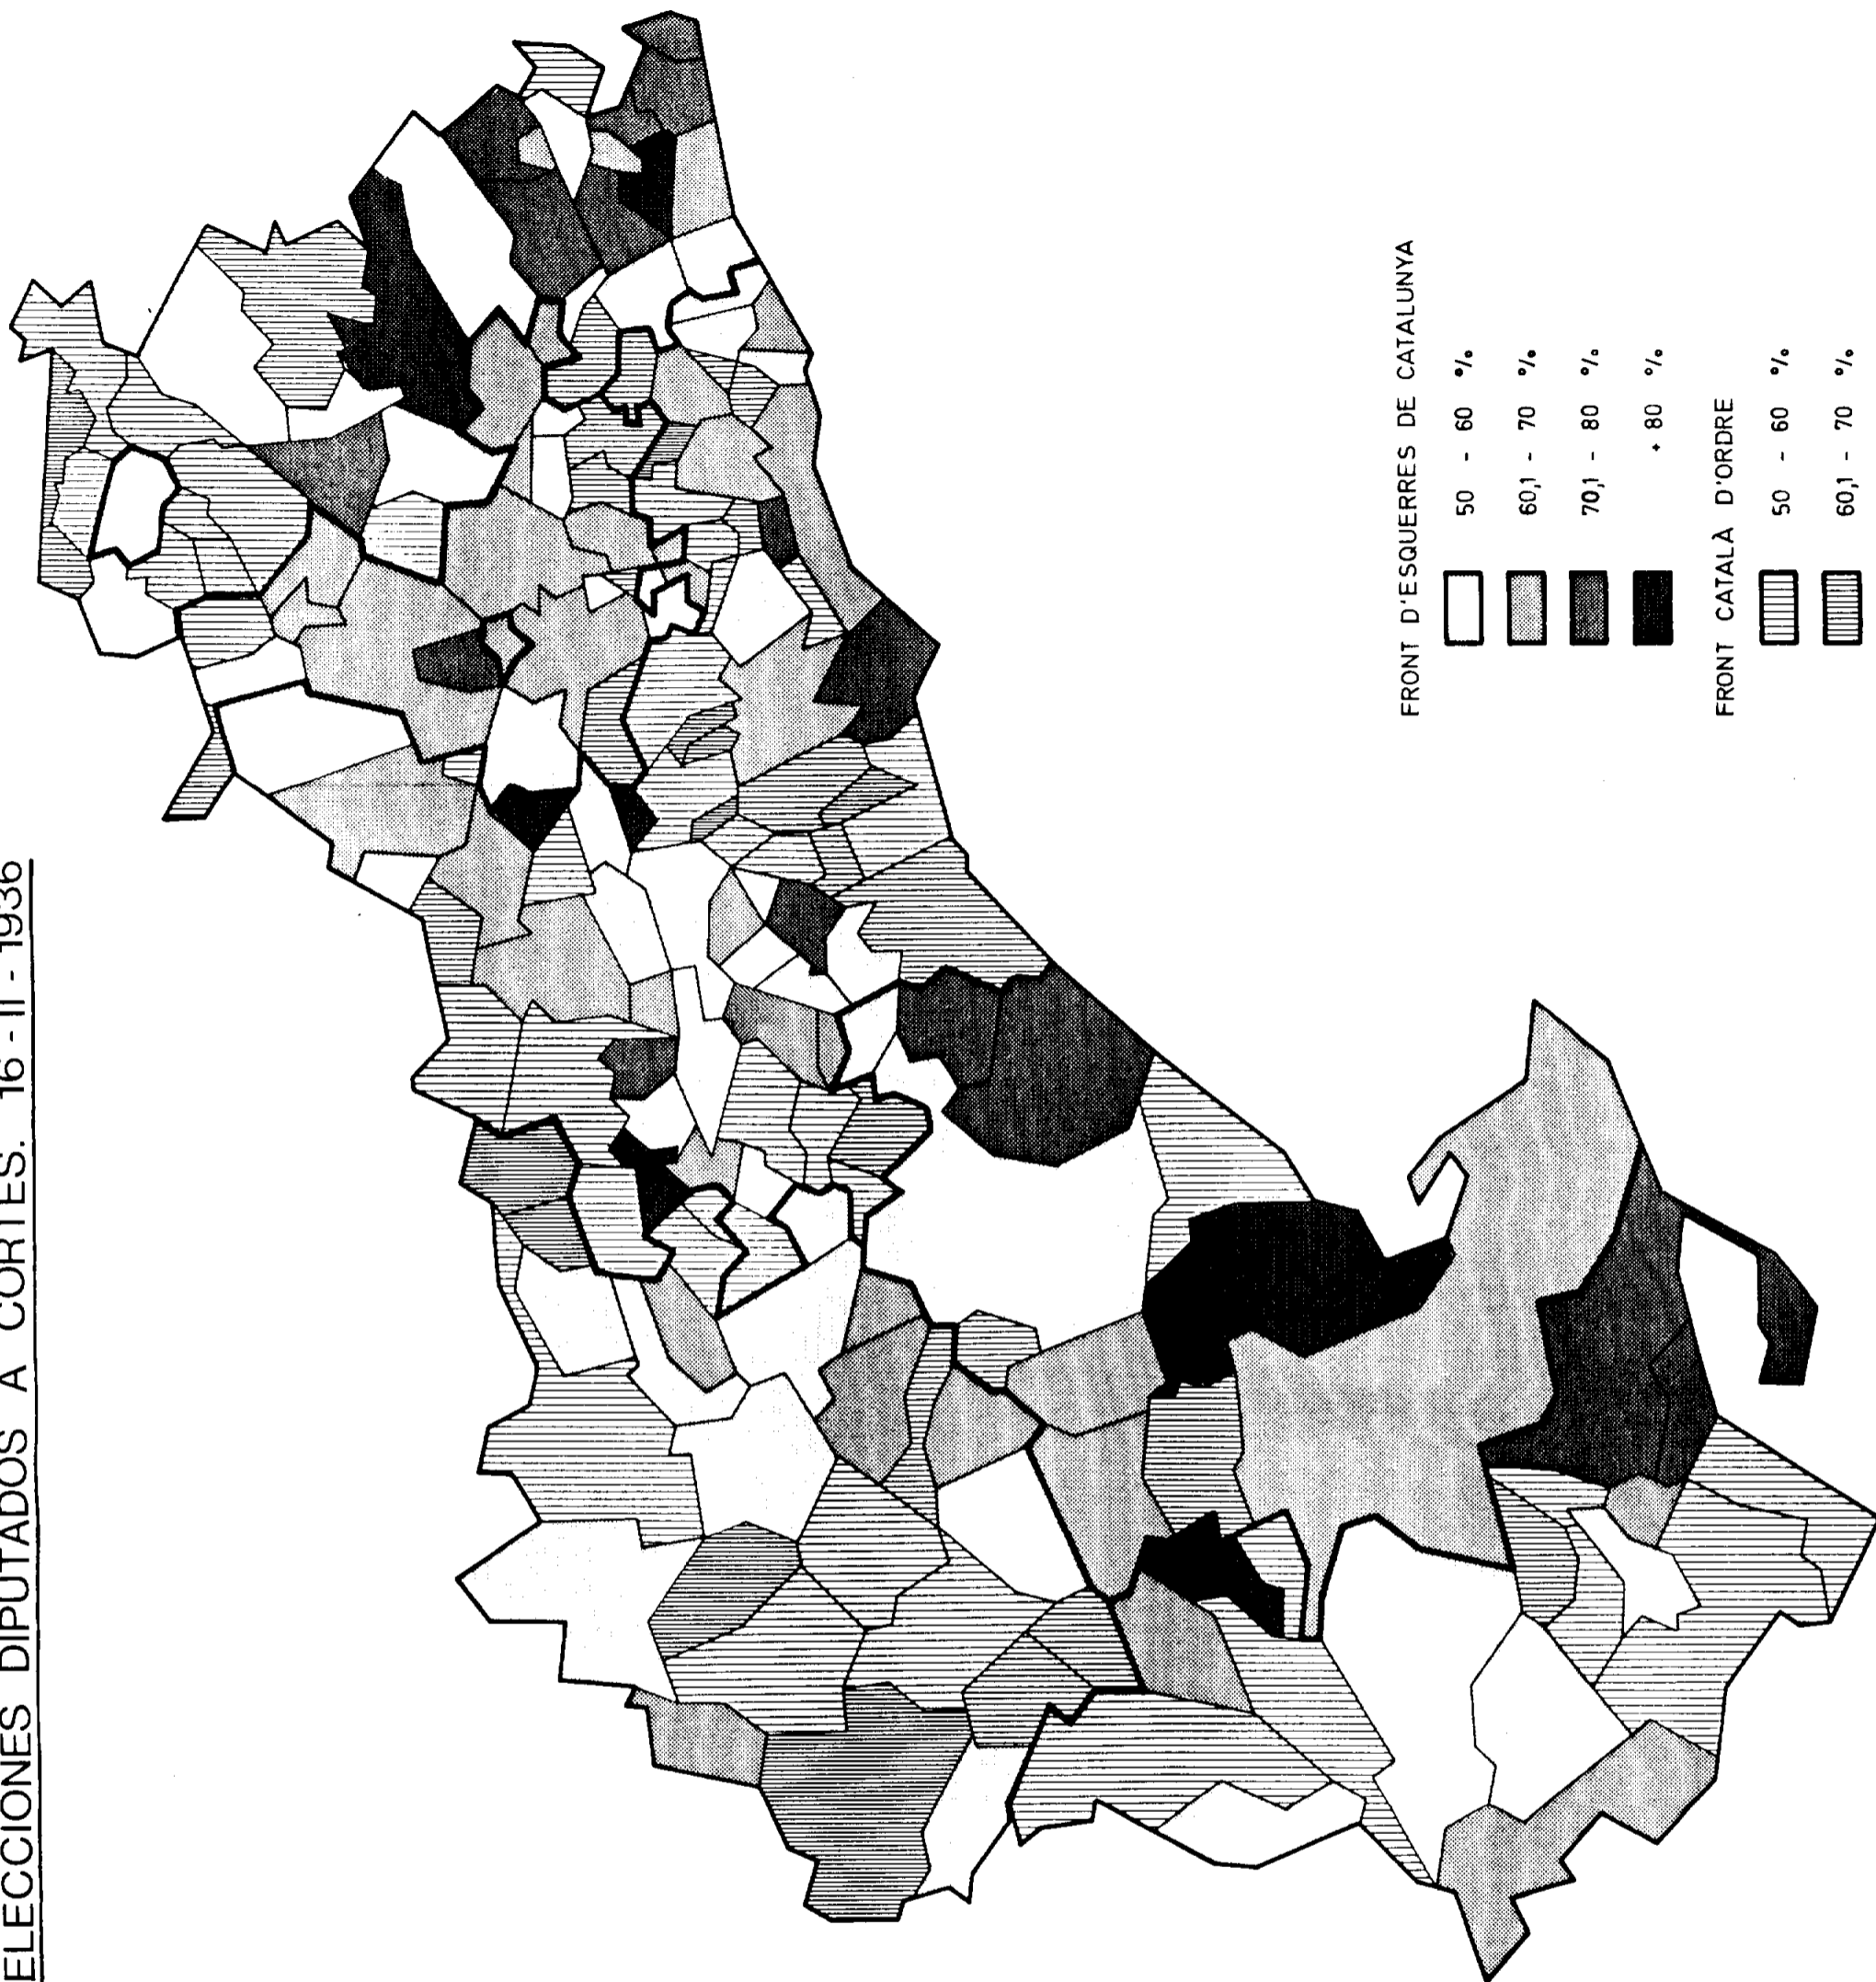 ELECCIONES DIPUTADOS A CORTES. 16 - II - 1936
FRONT D'ESQUERRES DE CATALUNYA
50 - 60 %
60,1 - 70 %
70,1 - 80 %
+ 80 %
FRONT CATALÀ D'ORDRE
50 - 60 %
60,1 - 70 %